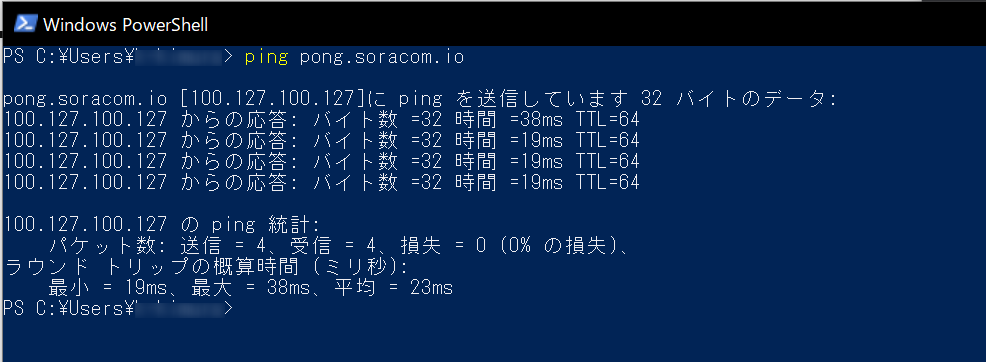 Windows PowerShell
PS C:¥Users¥> ping pong.soracom.io
pong.soracom.io [100.127.100.127]に ping を送信しています 32 バイトのデータ:
100.127.100.127 からの応答: バイト数 =32 時間 =38ms TTL=64
100.127.100.127 からの応答: バイト数 =32 時間 =19ms TTL=64
100.127.100.127 からの応答: バイト数 =32 時間 =19ms TTL=64
100.127.100.127 からの応答: バイト数 =32 時間 =19ms TTL=64
100.127.100.127 の ping 統計:
パケット数: 送信 = 4、受信 = 4、損失 = 0 (0% の損失)、
ラウンド トリップの概算時間 (ミリ秒):
最小 = 19ms、最大 = 38ms、平均 = 23ms
PS C:¥Users¥>